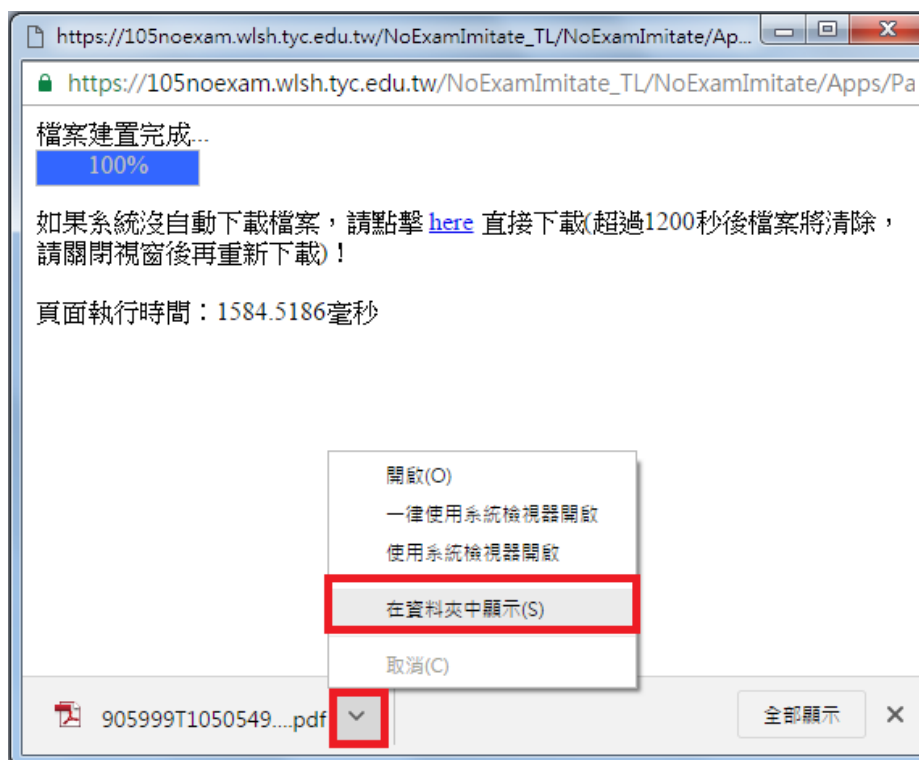 https://105noexam.wlsh.tyc.edu.tw/NoExamImitate_TL/NoExamImitate/Ap...
https://105noexam.wlsh.tyc.edu.tw/NoExamImitate_TL/NoExamImitate/Apps/Pa
檔案建置完成...
100%
如果系統沒自動下載檔案，請點擊 here 直接下載(超過1200秒後檔案將清除，
請關閉視窗後再重新下載)！
頁面執行時間：1584.5186毫秒
開啟(O)
一律使用系統檢視器開啟
使用系統檢視器開啟
在資料夾中顯示(S)
取消(C)
905999T1050549....pdf
全部顯示